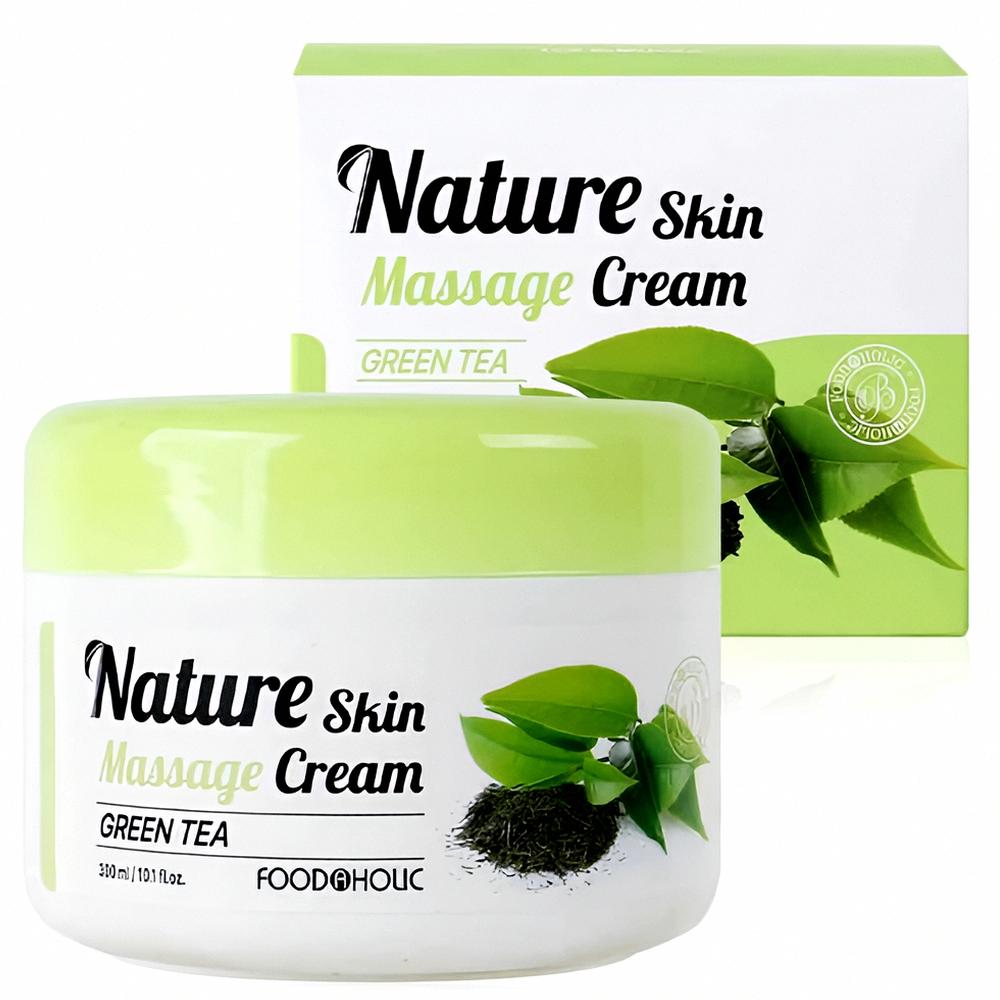 Nature Skin
Massage Cream
GREEN TEA
Nature Skin
Massage Cream
GREEN TEA
300 ml / 10.1 fl.oz.
FOODAHOLIC